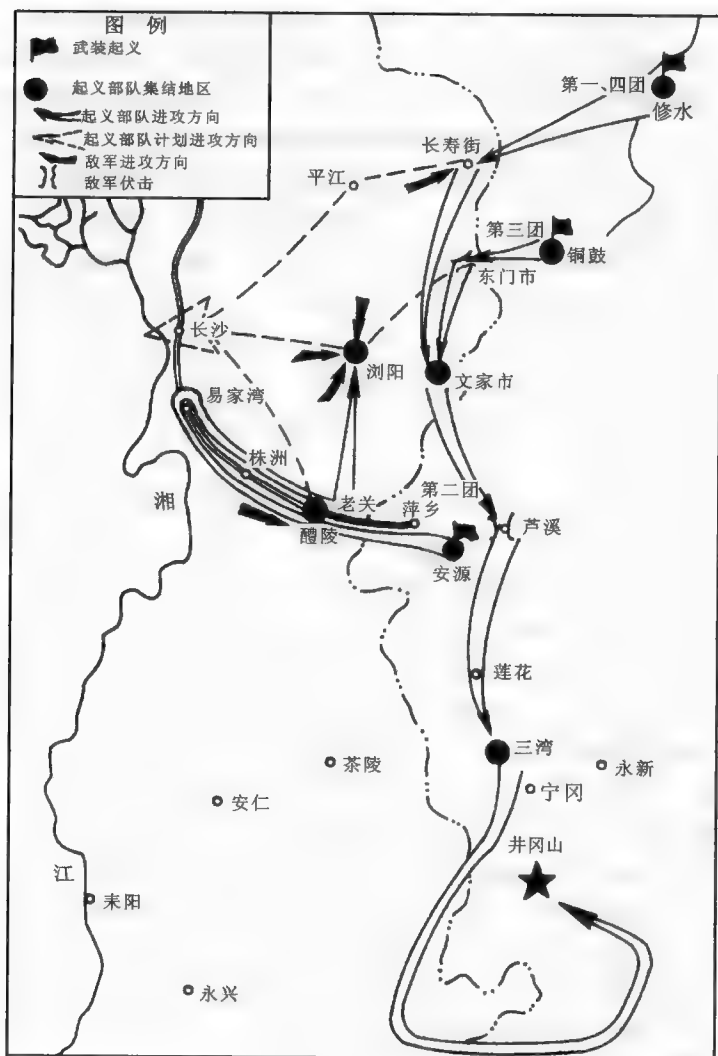 图例
武装起义
起义部队集结地区
起义部队进攻方向
起义部队计划进攻方向
敌军进攻方向
敌军伏击
第一、四团
修水
长寿街
平江
第三团
铜鼓
东门市
长沙
浏阳
文家市
易家湾
株洲
湘
老关
第二团
萍乡
醴陵
芦溪
安源
莲花
三湾
茶陵
永新
安仁
宁冈
井冈山
江
耒阳
永兴